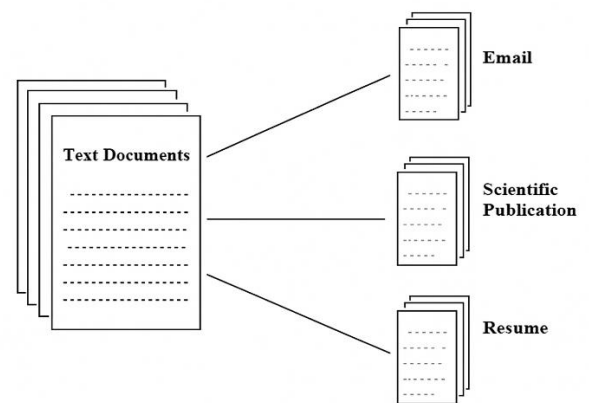 Text Documents
Email
Scientific
Publication
Resume